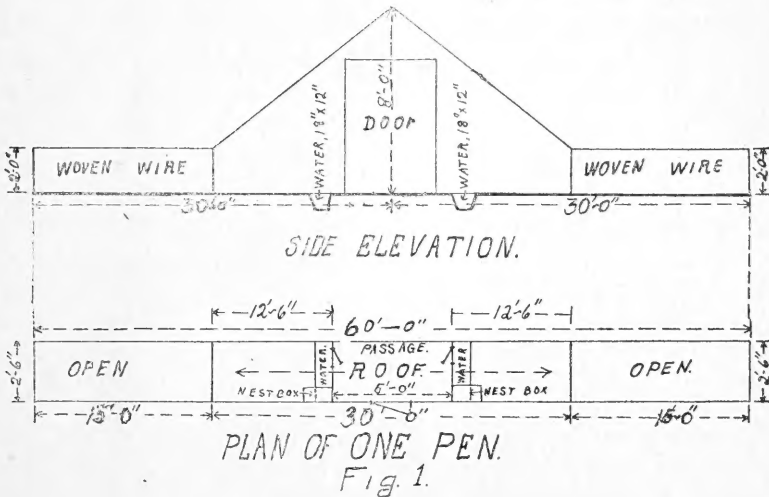 8'-0"
DOOR
WATER, 18"X12"
WATER, 18"X12"
WOVEN WIRE
WOVEN WIRE
2'-0"
2'-0"
30'-0"
30'-0"
SIDE ELEVATION.
12'-6"
12'-6"
60'-0"
OPEN
WATER.
PASSAGE.
ROOF.
WATER
OPEN.
2'-6"
2'-6"
NEST BOX
5'-0"
NEST BOX
15'-0"
30'-0"
15-0"
PLAN OF ONE PEN.
Fig. 1.